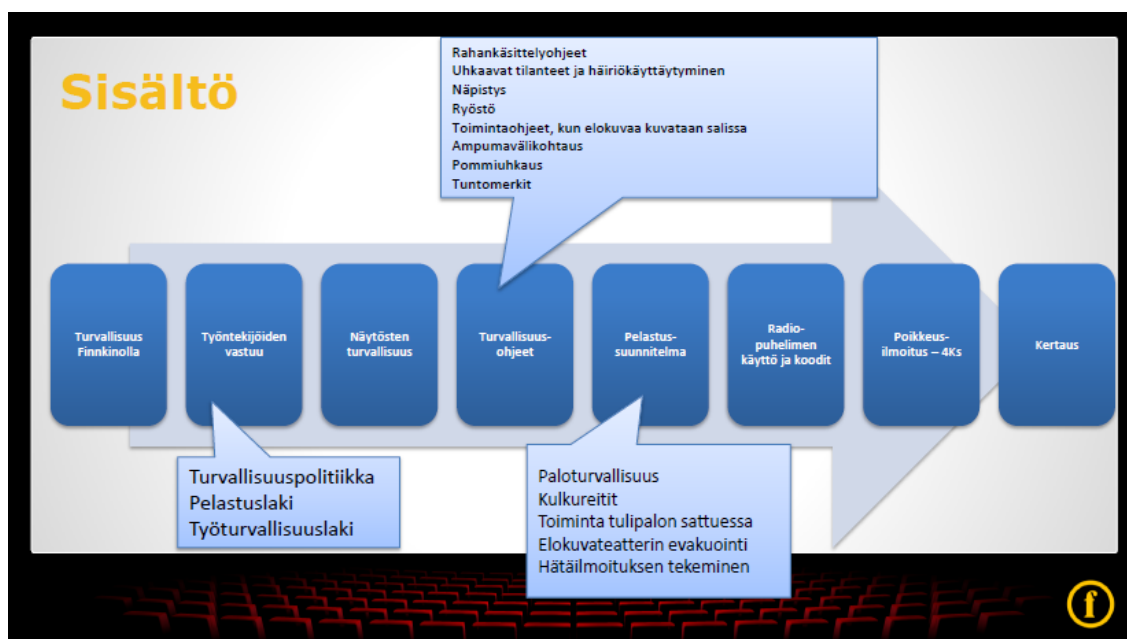 Sisältö
Rahankäsittelyohjeet
Uhkaavat tilanteet ja häiriökäyttäytyminen
Näpistys
Ryöstö
Toimintaohjeet, kun elokuvaa kuvataan salissa
Ampumavälikohtaus
Pommiuhkaus
Tuntomerkit
Turvallisuus
Finnkinolla
Työntekijöiden
vastuu
Näytösten
turvallisuus
Turvallisuus-
ohjeet
Pelastus-
suunnitelma
Radio-
puhelimen
käyttö ja koodit
Poikkeus-
ilmoitus – 4Ks
Kertaus
Turvallisuuspolitiikka
Pelastuslaki
Työturvallisuuslaki
Paloturvallisuus
Kulkureitit
Toiminta tulipalon sattuessa
Elokuvateatterin evakuointi
Hätäilmoituksen tekeminen
f